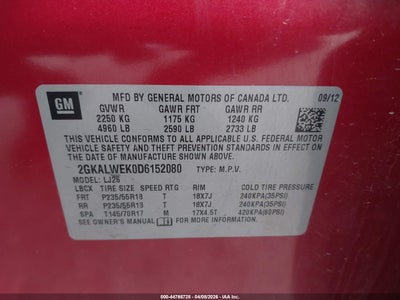 GM
MFD BY GENERAL MOTORS OF CANADA LTD. 09/12
GVWR GAWR FRT GAWR RR
2250 KG 1175 KG 1240 KG
4960 LB 2590 LB 2733 LB
THIS VEHICLE CONFORMS TO ALL APPLICABLE U.S. FEDERAL MOTOR
VEHICLE SAFETY AND THEFT PREVENTION STANDARDS IN EFFECT ON
THE DATE OF MANUFACTURE SHOWN ABOVE.
2GKALWEK0D6152080 TYPE: M.P.V.
MODEL: LJ26
LBCX TIRE SIZE SPEED RTG RIM COLD TIRE PRESSURE
FRT P235/55R18 T 18X7J 240KPA(35PSI)
RR P235/55R18 T 18X7J 240KPA(35PSI)
SPA T145/70R17 M 17X4.5T 420KPA(60PSI)
SEE OWNER'S MANUAL FOR ADDITIONAL INFORMATION.
000-44766726 - 04/09/2026 - IAA Inc.